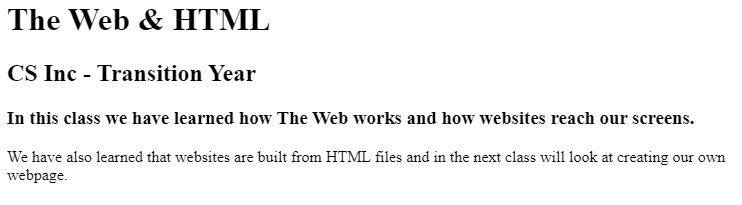 The Web & HTML
CS Inc - Transition Year
In this class we have learned how The Web works and how websites reach our screens.
We have also learned that websites are built from HTML files and in the next class will look at creating our own
webpage.